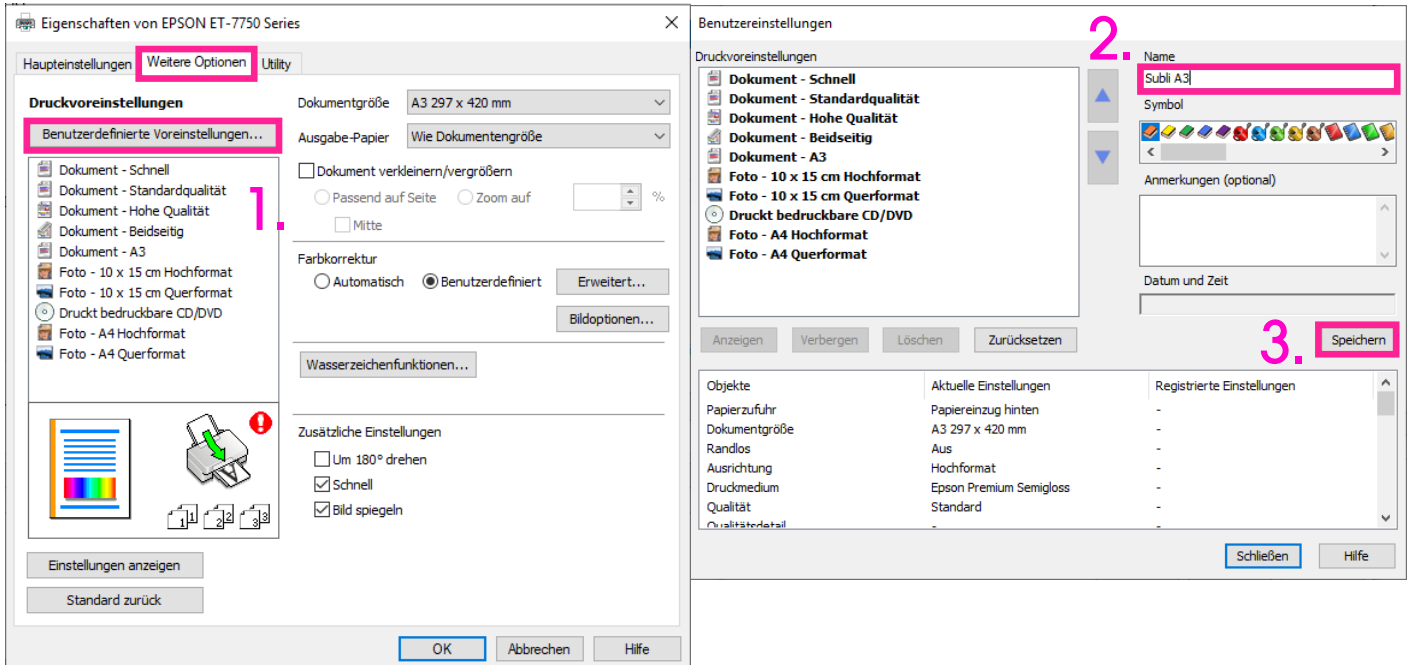 Eigenschaften von EPSON ET-7750 Series
Haupteinstellungen Weitere Optionen Utility
Druckvoreinstellungen
Benutzerdefinierte Voreinstellungen...
Dokument - Schnell
Dokument - Standardqualität
Dokument - Hohe Qualität
Dokument - Beidseitig
Dokument - A3
Foto - 10 x 15 cm Hochformat
Foto - 10 x 15 cm Querformat
Druckt bedruckbare CD/DVD
Foto - A4 Hochformat
Foto - A4 Querformat
1.
1 1 2 2 3 3
Einstellungen anzeigen
Standard zurück
Dokumentgröße A3 297 x 420 mm
Ausgabe-Papier Wie Dokumentengröße
Dokument verkleinern/vergrößern
Passend auf Seite Zoom auf %
Mitte
Farbkorrektur
Automatisch Benutzerdefiniert Erweitert...
Bildoptionen...
Wasserzeichenfunktionen...
Zusätzliche Einstellungen
Um 180° drehen
Schnell
Bild spiegeln
OK Abbrechen Hilfe
Benutzereinstellungen
Druckvoreinstellungen
Dokument - Schnell
Dokument - Standardqualität
Dokument - Hohe Qualität
Dokument - Beidseitig
Dokument - A3
Foto - 10 x 15 cm Hochformat
Foto - 10 x 15 cm Querformat
Druckt bedruckbare CD/DVD
Foto - A4 Hochformat
Foto - A4 Querformat
2.
Name
Subli A3
Symbol
Anmerkungen (optional)
Datum und Zeit
Anzeigen Verbergen Löschen Zurücksetzen
3.
Speichern
Objekte Aktuelle Einstellungen Registrierte Einstellungen
Papierzufuhr Papiereinzug hinten -
Dokumentgröße A3 297 x 420 mm -
Randlos Aus -
Ausrichtung Hochformat -
Druckmedium Epson Premium Semigloss -
Qualität Standard -
Qualitätsdetail - -
Schließen Hilfe